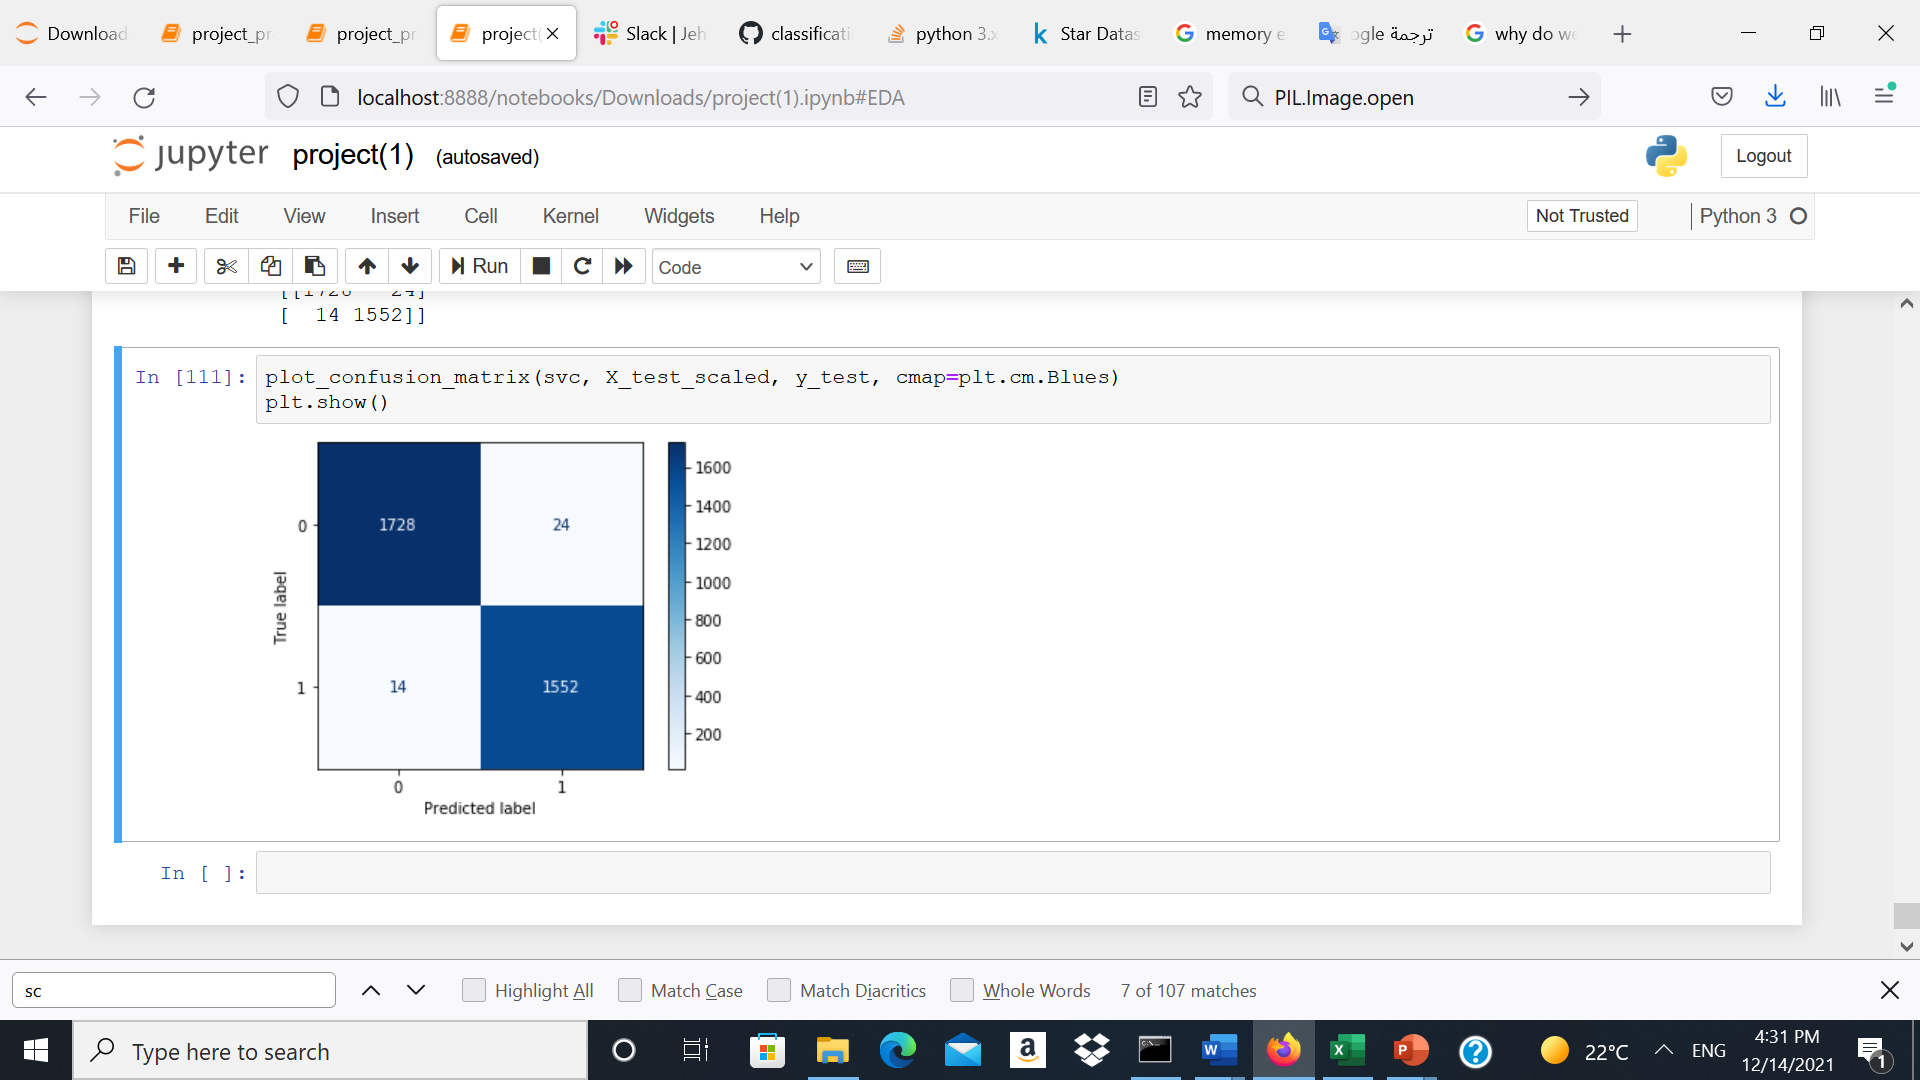 Download
project_pr
project_pr
project(
Slack | Jeh
classificati
python 3.x
Star Datas
memory e
ogle ترجمة
why do we
localhost:8888/notebooks/Downloads/project(1).ipynb#EDA
PIL.Image.open
jupyter project(1) (autosaved)
Logout
File Edit View Insert Cell Kernel Widgets Help
Not Trusted
Python 3
Run
Code
[[1728 24]
[ 14 1552]]
In [111]:
plot_confusion_matrix(svc, X_test_scaled, y_test, cmap=plt.cm.Blues)
plt.show()
1728 24
14 1552
0
1
True label
0 1
Predicted label
1600
1400
1200
1000
800
600
400
200
In [ ]:
sc
Highlight All
Match Case
Match Diacritics
Whole Words
7 of 107 matches
Type here to search
22°C
ENG
4:31 PM
12/14/2021
1